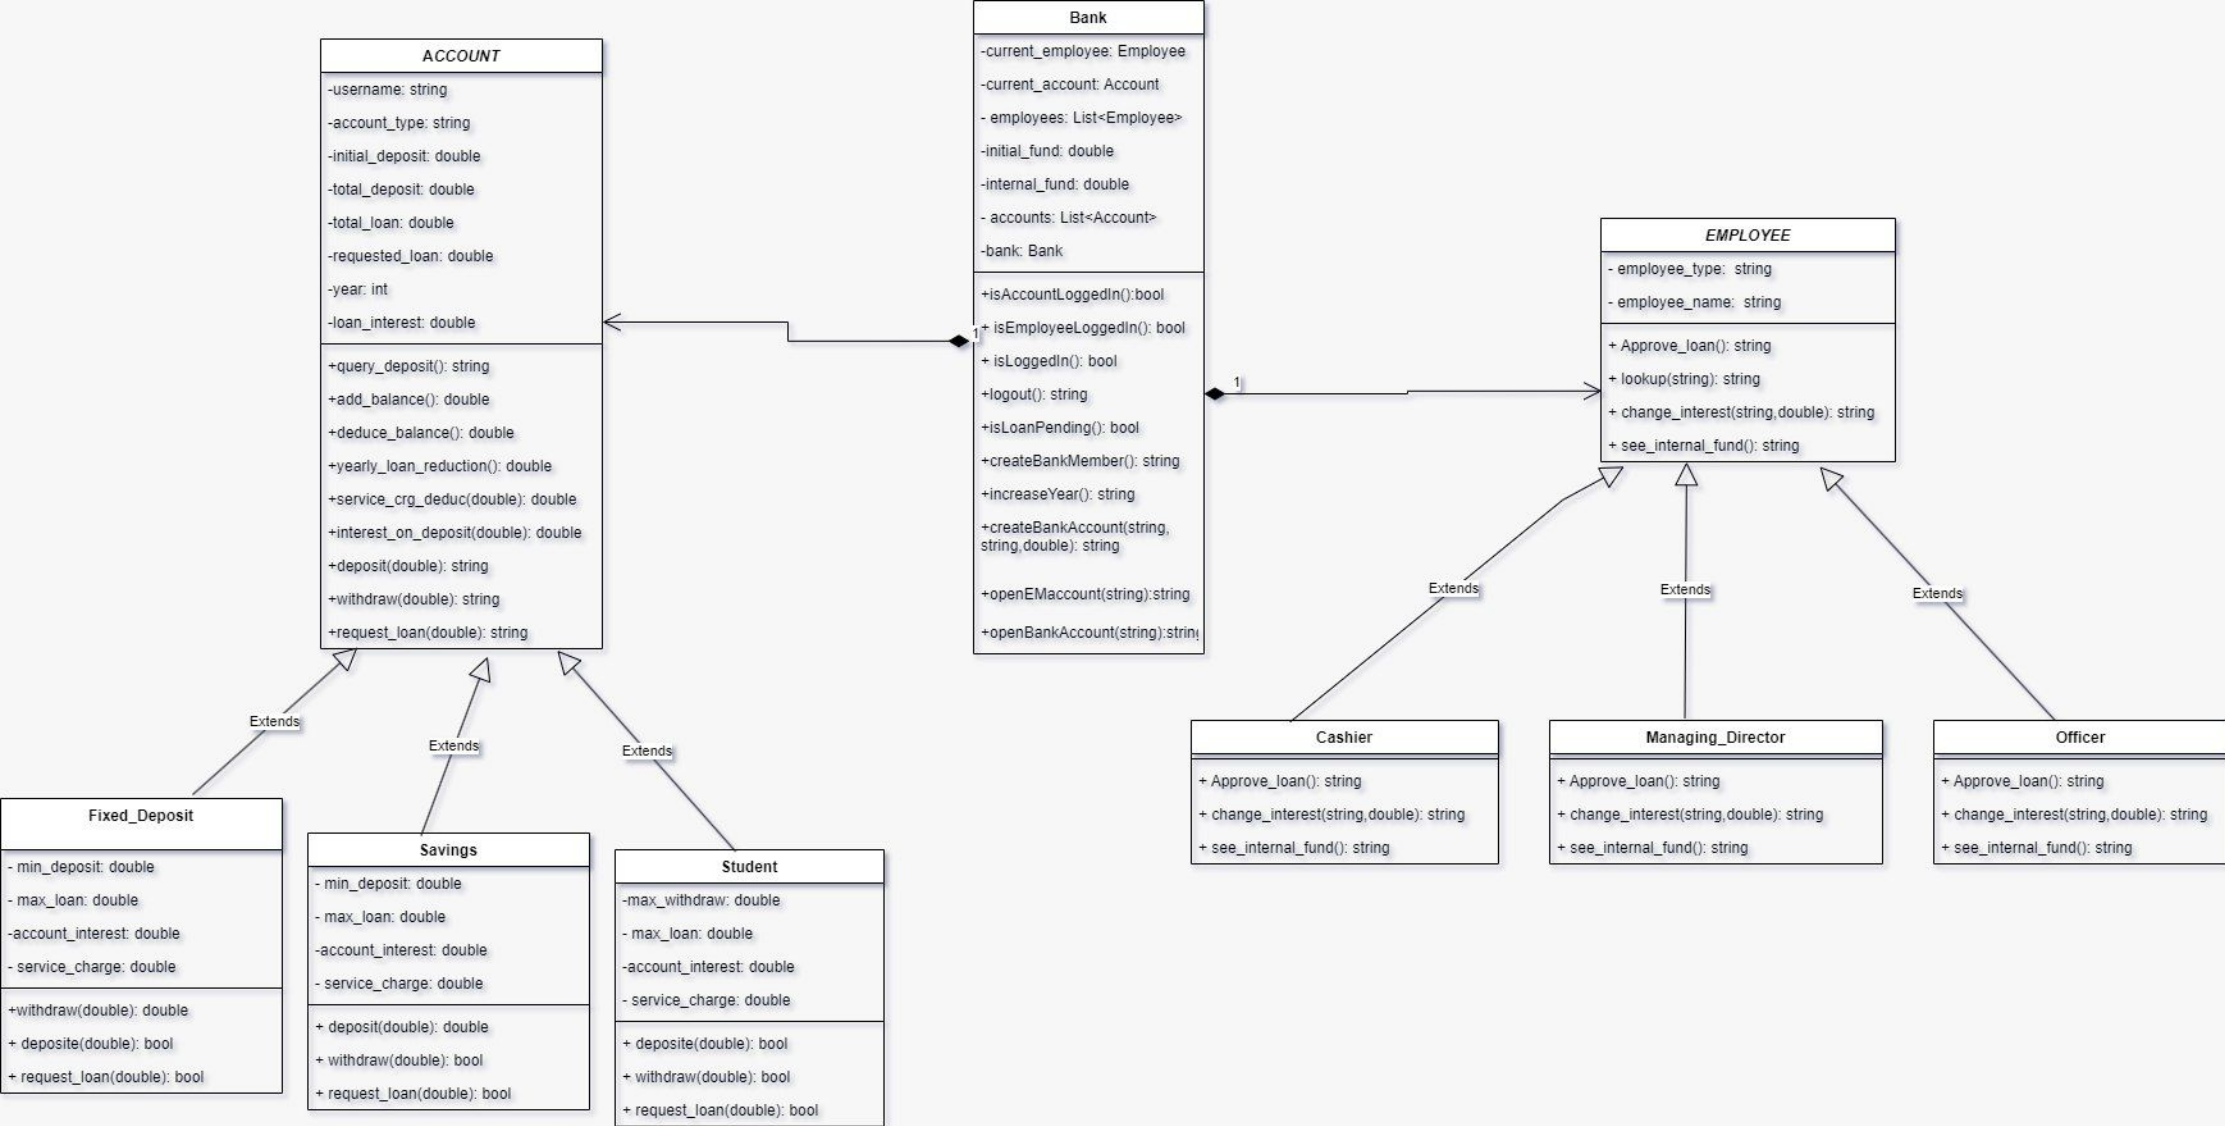 ACCOUNT
-username: string
-account_type: string
-initial_deposit: double
-total_deposit: double
-total_loan: double
-requested_loan: double
-year: int
-loan_interest: double
+query_deposit(): string
+add_balance(): double
+deduce_balance(): double
+yearly_loan_reduction(): double
+service_crg_deduc(double): double
+interest_on_deposit(double): double
+deposit(double): string
+withdraw(double): string
+request_loan(double): string
Bank
-current_employee: Employee
-current_account: Account
- employees: List<Employee>
-initial_fund: double
-internal_fund: double
- accounts: List<Account>
-bank: Bank
+isAccountLoggedIn():bool
+ isEmployeeLoggedIn(): bool
+ isLoggedIn(): bool
+logout(): string
+isLoanPending(): bool
+createBankMember(): string
+increaseYear(): string
+createBankAccount(string,
string,double): string
+openEMaccount(string):string
+openBankAccount(string):string
1
1
EMPLOYEE
- employee_type:  string
- employee_name:  string
+ Approve_loan(): string
+ lookup(string): string
+ change_interest(string,double): string
+ see_internal_fund(): string
Extends
Extends
Extends
Extends
Extends
Extends
Fixed_Deposit
- min_deposit: double
- max_loan: double
-account_interest: double
- service_charge: double
+withdraw(double): double
+ deposite(double): bool
+ request_loan(double): bool
Savings
- min_deposit: double
- max_loan: double
-account_interest: double
- service_charge: double
+ deposit(double): double
+ withdraw(double): bool
+ request_loan(double): bool
Student
-max_withdraw: double
- max_loan: double
-account_interest: double
- service_charge: double
+ deposite(double): bool
+ withdraw(double): bool
+ request_loan(double): bool
Cashier
+ Approve_loan(): string
+ change_interest(string,double): string
+ see_internal_fund(): string
Managing_Director
+ Approve_loan(): string
+ change_interest(string,double): string
+ see_internal_fund(): string
Officer
+ Approve_loan(): string
+ change_interest(string,double): string
+ see_internal_fund(): string